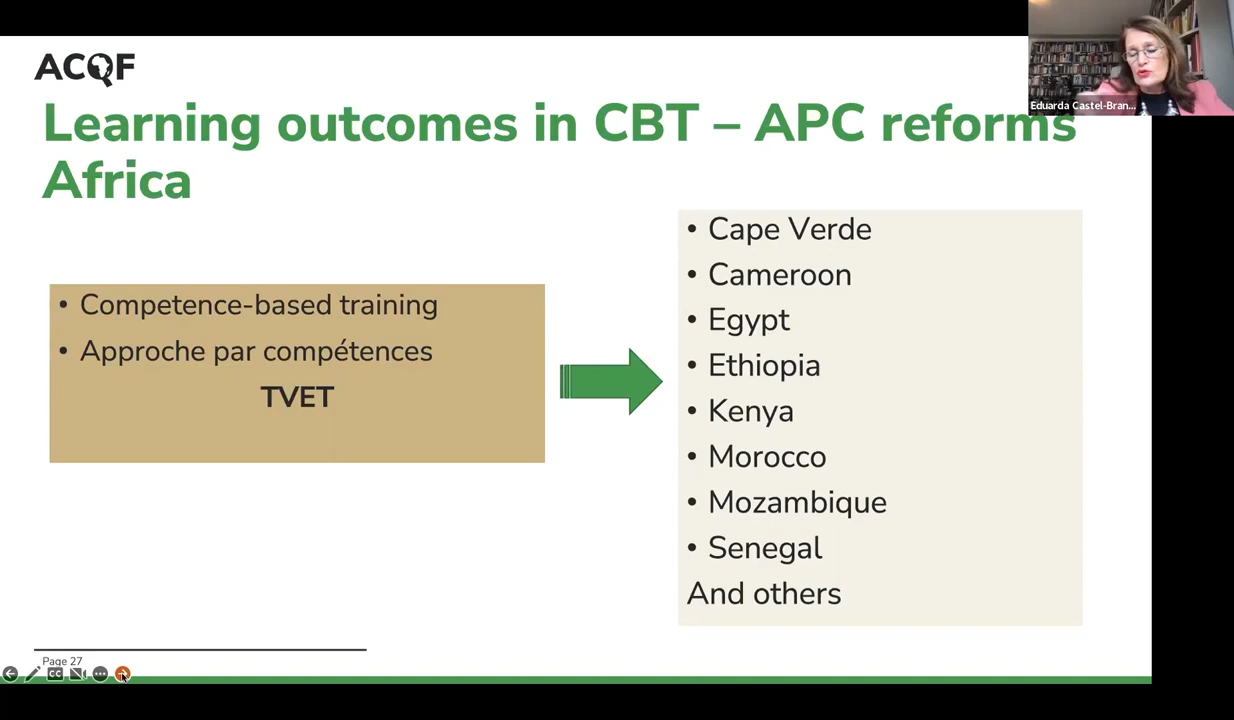 ACQF
Learning outcomes in CBT – APC reforms
Africa
Eduarda Castel-Bran...
• Competence-based training
• Approche par compétences
TVET
• Cape Verde
• Cameroon
• Egypt
• Ethiopia
• Kenya
• Morocco
• Mozambique
• Senegal
And others
Page 27
CC